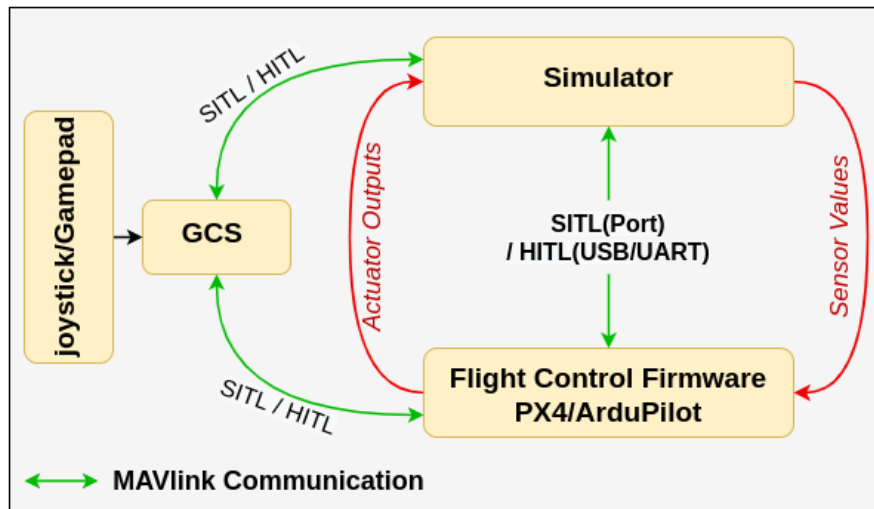 joystick/Gamepad
GCS
SITL / HITL
SITL / HITL
Simulator
Actuator Outputs
SITL(Port)
/ HITL(USB/UART)
Sensor Values
Flight Control Firmware
PX4/ArduPilot
MAVlink Communication